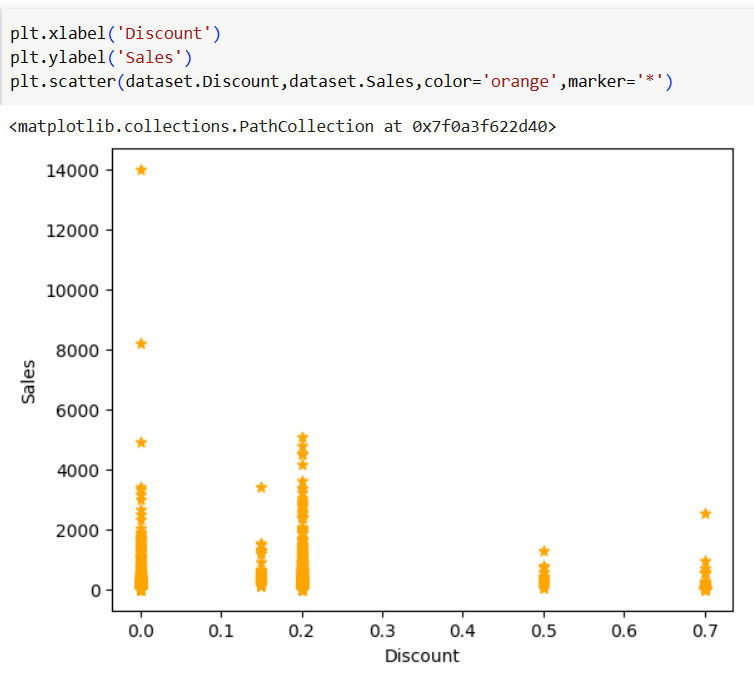 plt.xlabel('Discount')
plt.ylabel('Sales')
plt.scatter(dataset.Discount,dataset.Sales,color='orange',marker='*')
<matplotlib.collections.PathCollection at 0x7f0a3f622d40>
14000
12000
10000
8000
6000
4000
2000
0
Sales
0.0 0.1 0.2 0.3 0.4 0.5 0.6 0.7
Discount